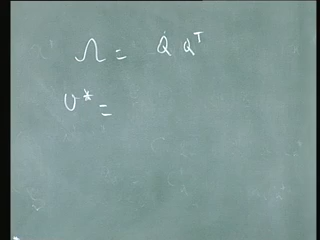 Ω = Q̇ Qᵀ
υ* =